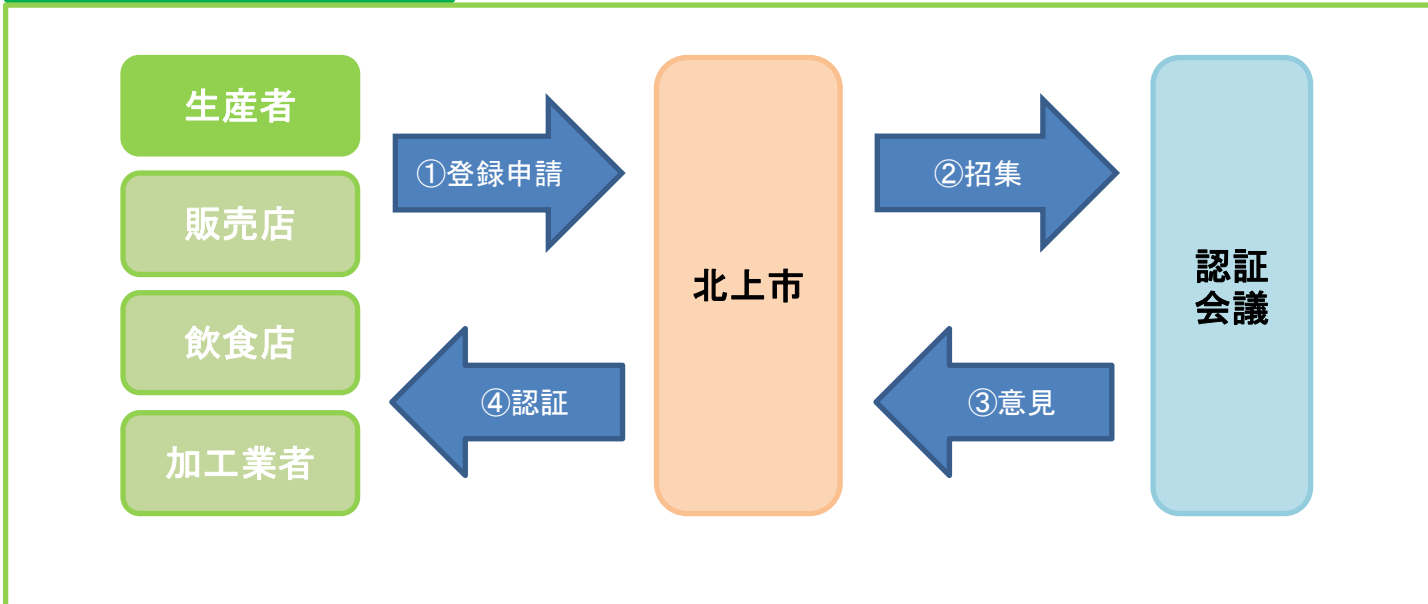 生産者
販売店
飲食店
加工業者
①登録申請
④認証
北上市
②招集
③意見
認証
会議